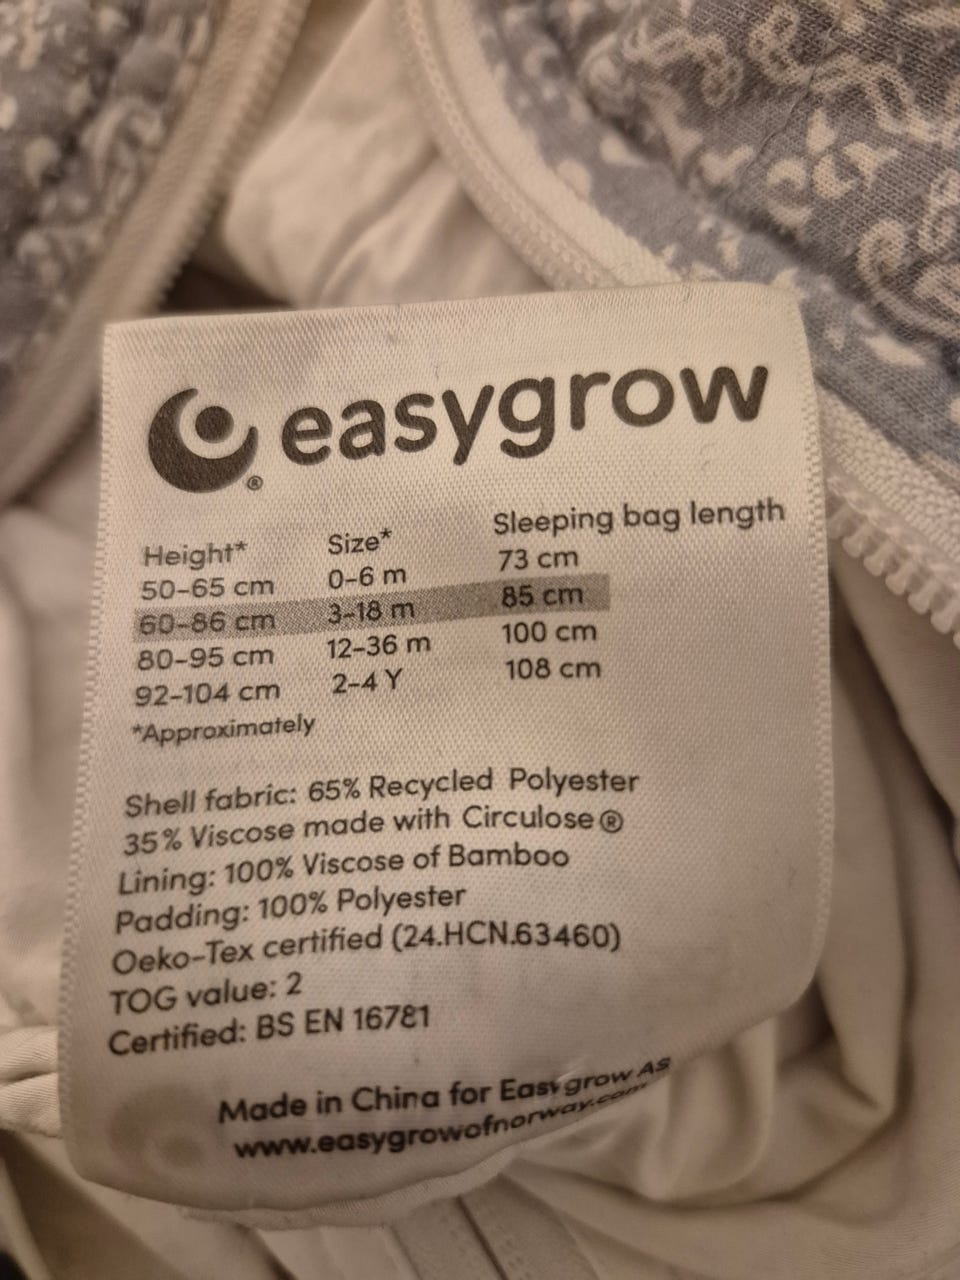 easygrow
®
Height* Size* Sleeping bag length
50-65 cm 0-6 m 73 cm
60-86 cm 3-18 m 85 cm
80-95 cm 12-36 m 100 cm
92-104 cm 2-4 Y 108 cm
*Approximately
Shell fabric: 65% Recycled Polyester
35% Viscose made with Circulose®
Lining: 100% Viscose of Bamboo
Padding: 100% Polyester
Oeko-Tex certified (24.HCN.63460)
TOG value: 2
Certified: BS EN 16781
Made in China for Easygrow AS
www.easygrowofnorway.com